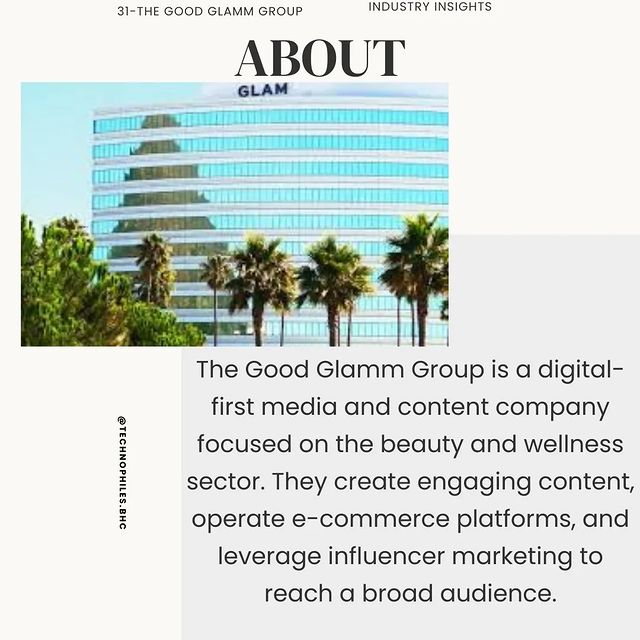 31-THE GOOD GLAMM GROUP
INDUSTRY INSIGHTS
ABOUT
GLAM
The Good Glamm Group is a digital-
first media and content company
focused on the beauty and wellness
sector. They create engaging content,
operate e-commerce platforms, and
leverage influencer marketing to
reach a broad audience.
@TECHNOPHILES.BHC